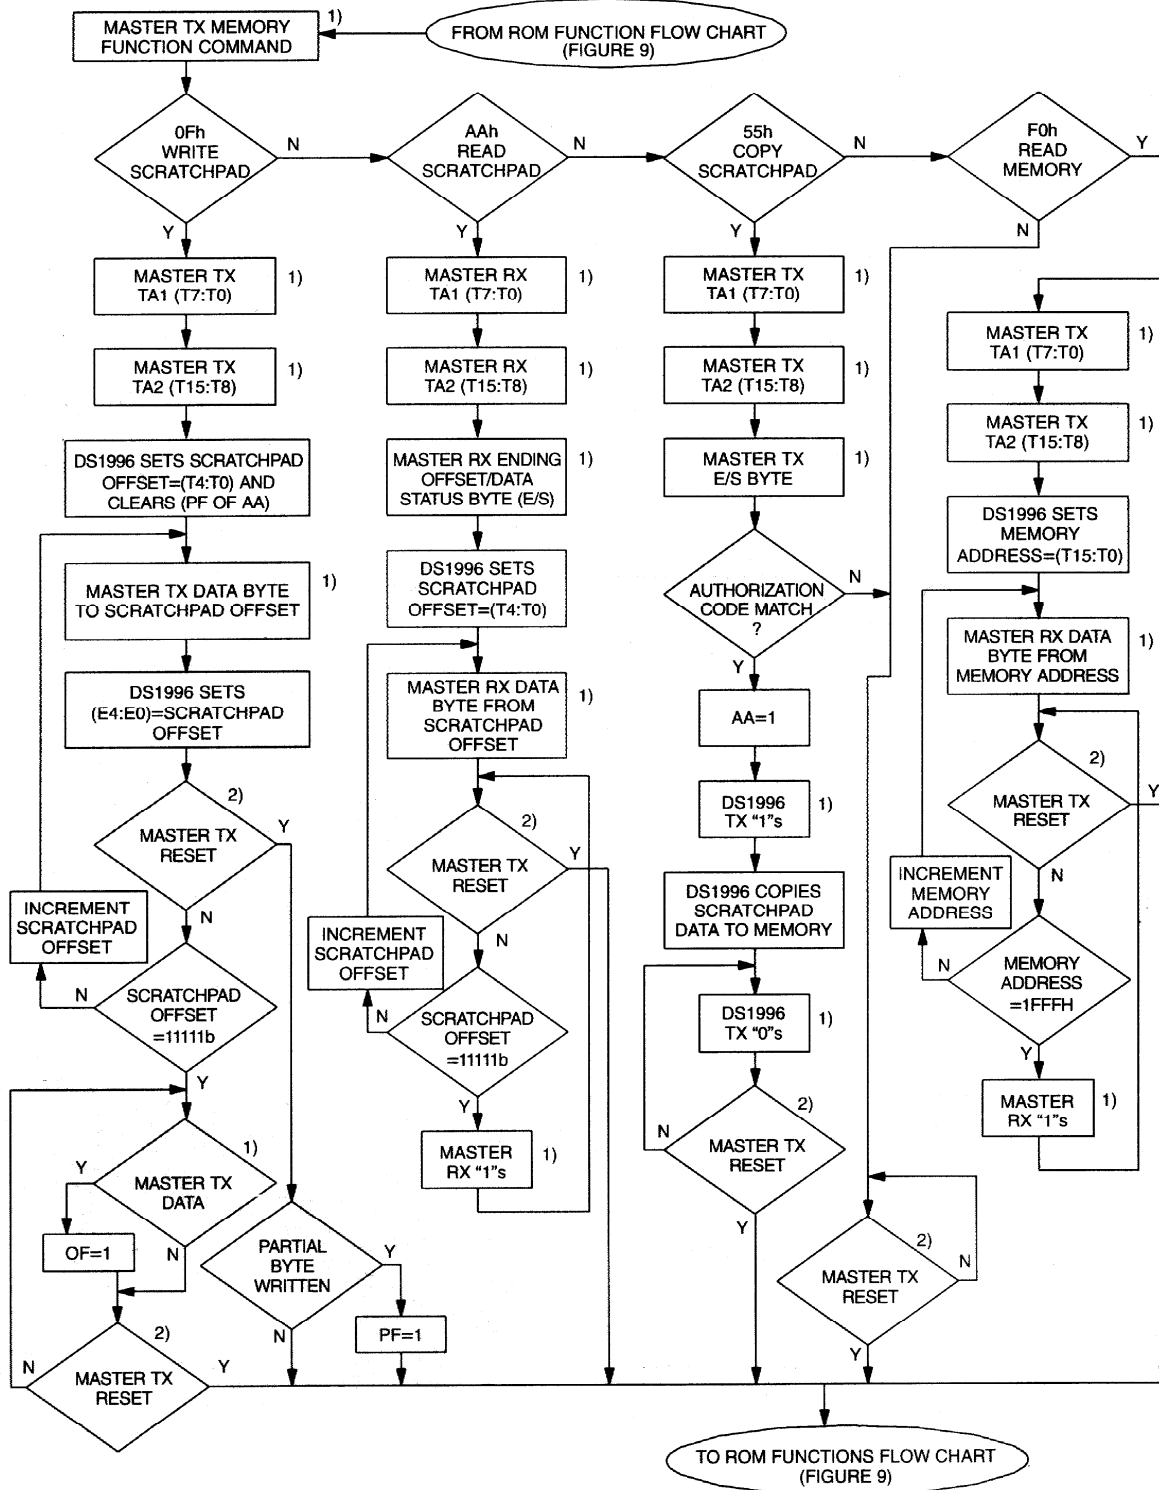 MASTER TX MEMORY
FUNCTION COMMAND
1)
FROM ROM FUNCTION FLOW CHART
(FIGURE 9)
0Fh
WRITE
SCRATCHPAD
N
Y
MASTER TX
TA1 (T7:T0)
1)
MASTER TX
TA2 (T15:T8)
1)
DS1996 SETS SCRATCHPAD
OFFSET=(T4:T0) AND
CLEARS (PF OF AA)
MASTER TX DATA BYTE
TO SCRATCHPAD OFFSET
1)
DS1996 SETS
(E4:E0)=SCRATCHPAD
OFFSET
2)
MASTER TX
RESET
Y
N
INCREMENT
SCRATCHPAD
OFFSET
N
SCRATCHPAD
OFFSET
=11111b
Y
1)
Y
MASTER TX
DATA
OF=1
N
2)
N
MASTER TX
RESET
Y
PARTIAL
BYTE
WRITTEN
Y
N
PF=1
AAh
READ
SCRATCHPAD
N
Y
MASTER RX
TA1 (T7:T0)
1)
MASTER RX
TA2 (T15:T8)
1)
MASTER RX ENDING
OFFSET/DATA
STATUS BYTE (E/S)
1)
DS1996 SETS
SCRATCHPAD
OFFSET=(T4:T0)
MASTER RX DATA
BYTE FROM
SCRATCHPAD
OFFSET
1)
2)
MASTER TX
RESET
Y
N
INCREMENT
SCRATCHPAD
OFFSET
N
SCRATCHPAD
OFFSET
=11111b
Y
MASTER
RX "1"s
1)
55h
COPY
SCRATCHPAD
N
Y
MASTER TX
TA1 (T7:T0)
1)
MASTER TX
TA2 (T15:T8)
1)
MASTER TX
E/S BYTE
1)
AUTHORIZATION
CODE MATCH
?
N
Y
AA=1
DS1996
TX "1"s
1)
DS1996 COPIES
SCRATCHPAD
DATA TO MEMORY
DS1996
TX "0"s
1)
2)
N
MASTER TX
RESET
Y
2)
MASTER TX
RESET
N
Y
F0h
READ
MEMORY
Y
N
MASTER TX
TA1 (T7:T0)
1)
MASTER TX
TA2 (T15:T8)
1)
DS1996 SETS
MEMORY
ADDRESS=(T15:T0)
MASTER RX DATA
BYTE FROM
MEMORY ADDRESS
1)
2)
MASTER TX
RESET
Y
N
INCREMENT
MEMORY
ADDRESS
N
MEMORY
ADDRESS
=1FFFH
Y
MASTER
RX "1"s
1)
TO ROM FUNCTIONS FLOW CHART
(FIGURE 9)